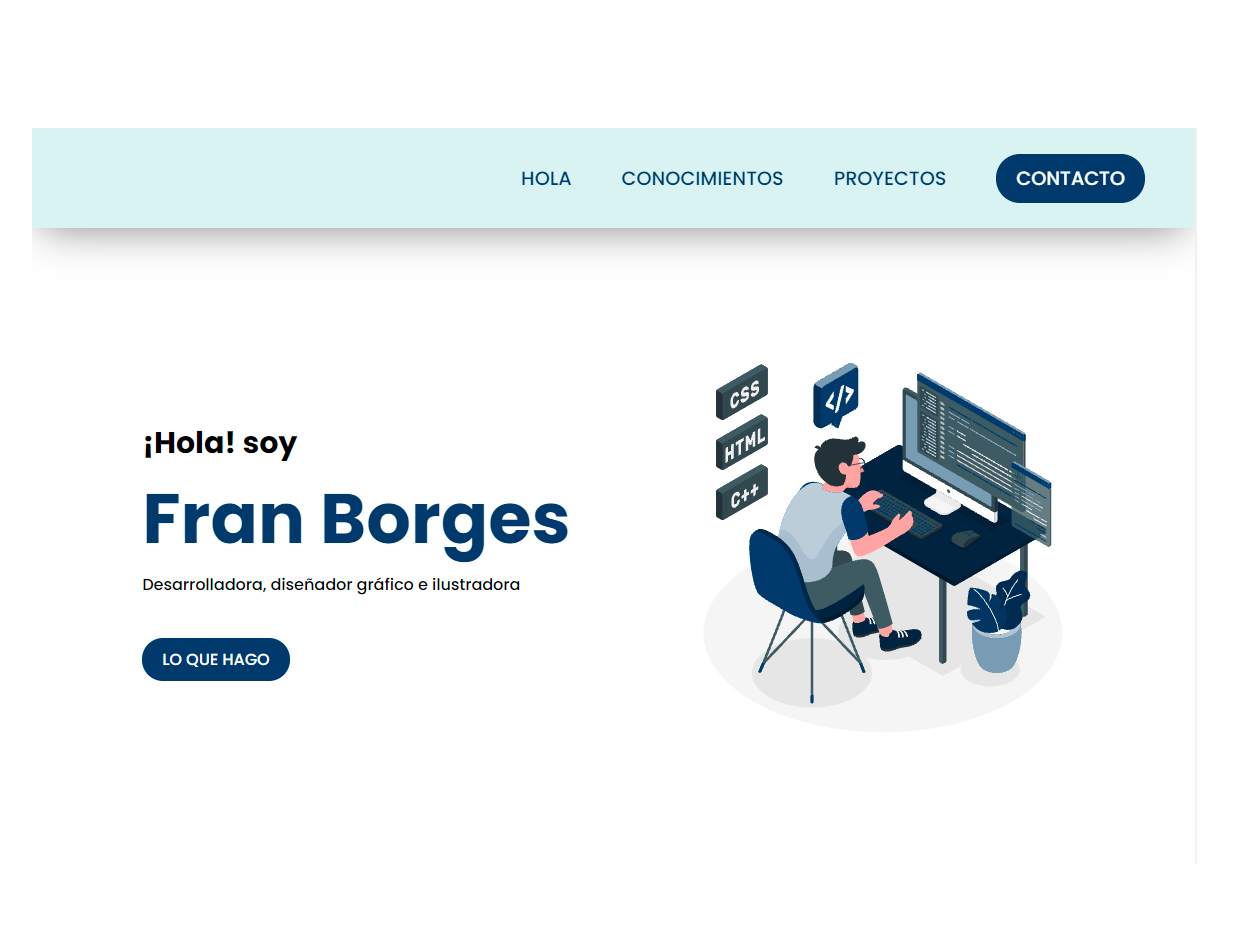 HOLA CONOCIMIENTOS PROYECTOS CONTACTO
¡Hola! soy
Fran Borges
Desarrolladora, diseñador gráfico e ilustradora
LO QUE HAGO
CSS
</>
HTML
C++